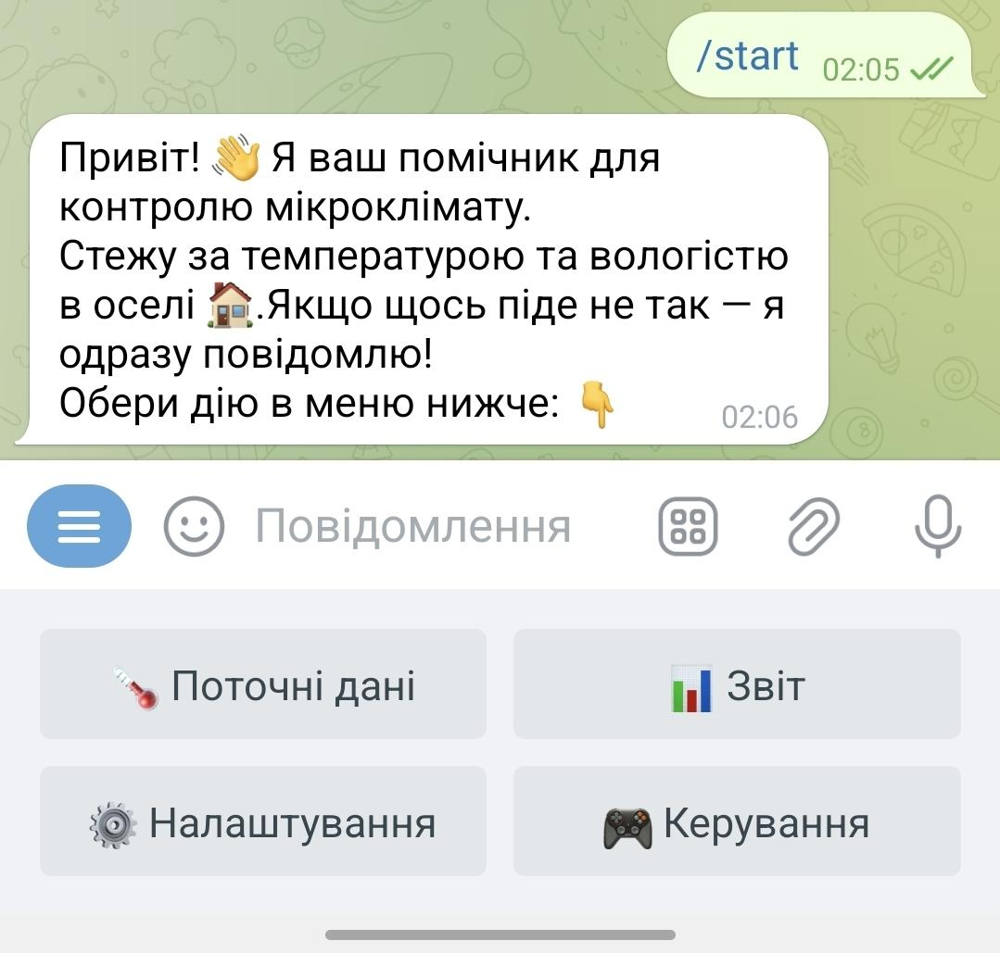 /start 02:05
Привіт! 👋 Я ваш помічник для
контролю мікроклімату.
Стежу за температурою та вологістю
в оселі 🏠.Якщо щось піде не так — я
одразу повідомлю!
Обери дію в меню нижче: 👇 02:06
Повідомлення
🌡️ Поточні дані
📊 Звіт
⚙️ Налаштування
🎮 Керування